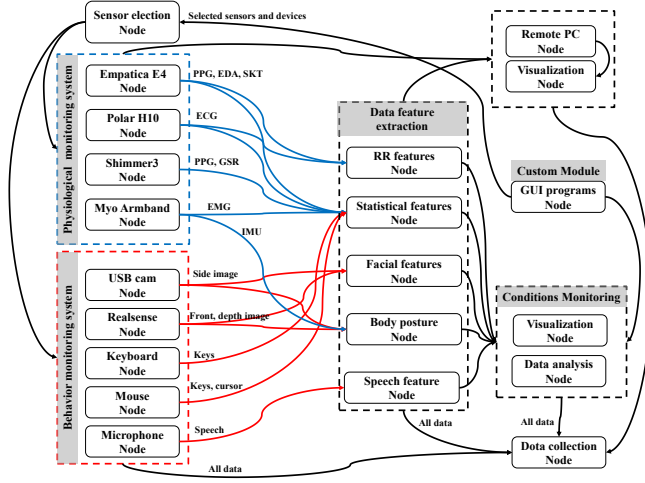 Sensor election
Node
Selected sensors and devices
Remote PC
Node
Visualization
Node
Physiological monitoring system
Empatica E4
Node
PPG, EDA, SKT
Polar H10
Node
ECG
Shimmer3
Node
PPG, GSR
Myo Armband
Node
EMG
IMU
Behavior monitoring system
USB cam
Node
Side image
Realsense
Node
Front, depth image
Keyboard
Node
Keys
Mouse
Node
Keys, cursor
Microphone
Node
Speech
All data
Data feature
extraction
RR features
Node
Statistical features
Node
Facial features
Node
Body posture
Node
Speech feature
Node
All data
Custom Module
GUI programs
Node
Conditions Monitoring
Visualization
Node
Data analysis
Node
All data
Dota collection
Node